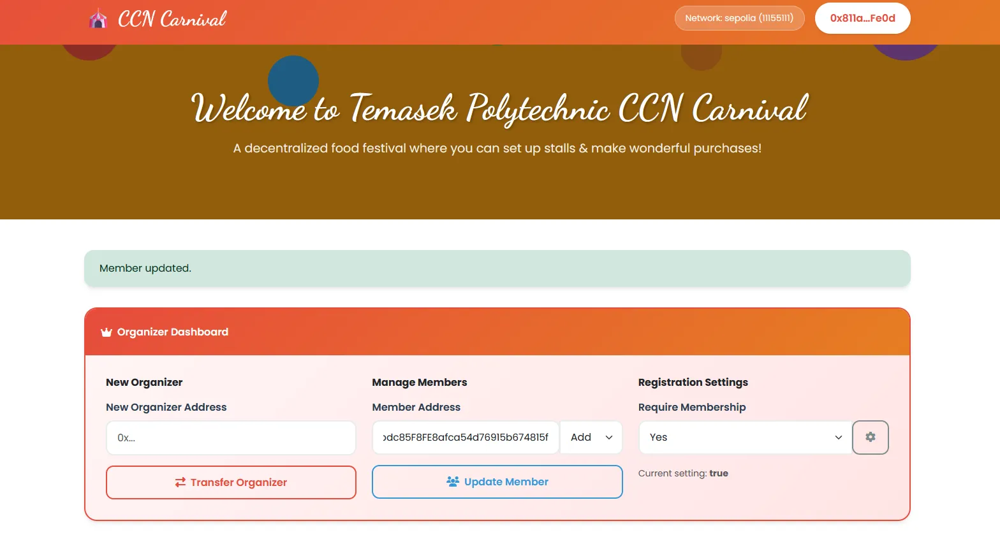 CCN Carnival
Network: sepolia (11155111)
0x811a...Fe0d
Welcome to Temasek Polytechnic CCN Carnival
A decentralized food festival where you can set up stalls & make wonderful purchases!
Member updated.
Organizer Dashboard
New Organizer
New Organizer Address
0x...
Transfer Organizer
Manage Members
Member Address
dc85F8FE8afca54d76915b674815f
Add
Update Member
Registration Settings
Require Membership
Yes
Current setting: true